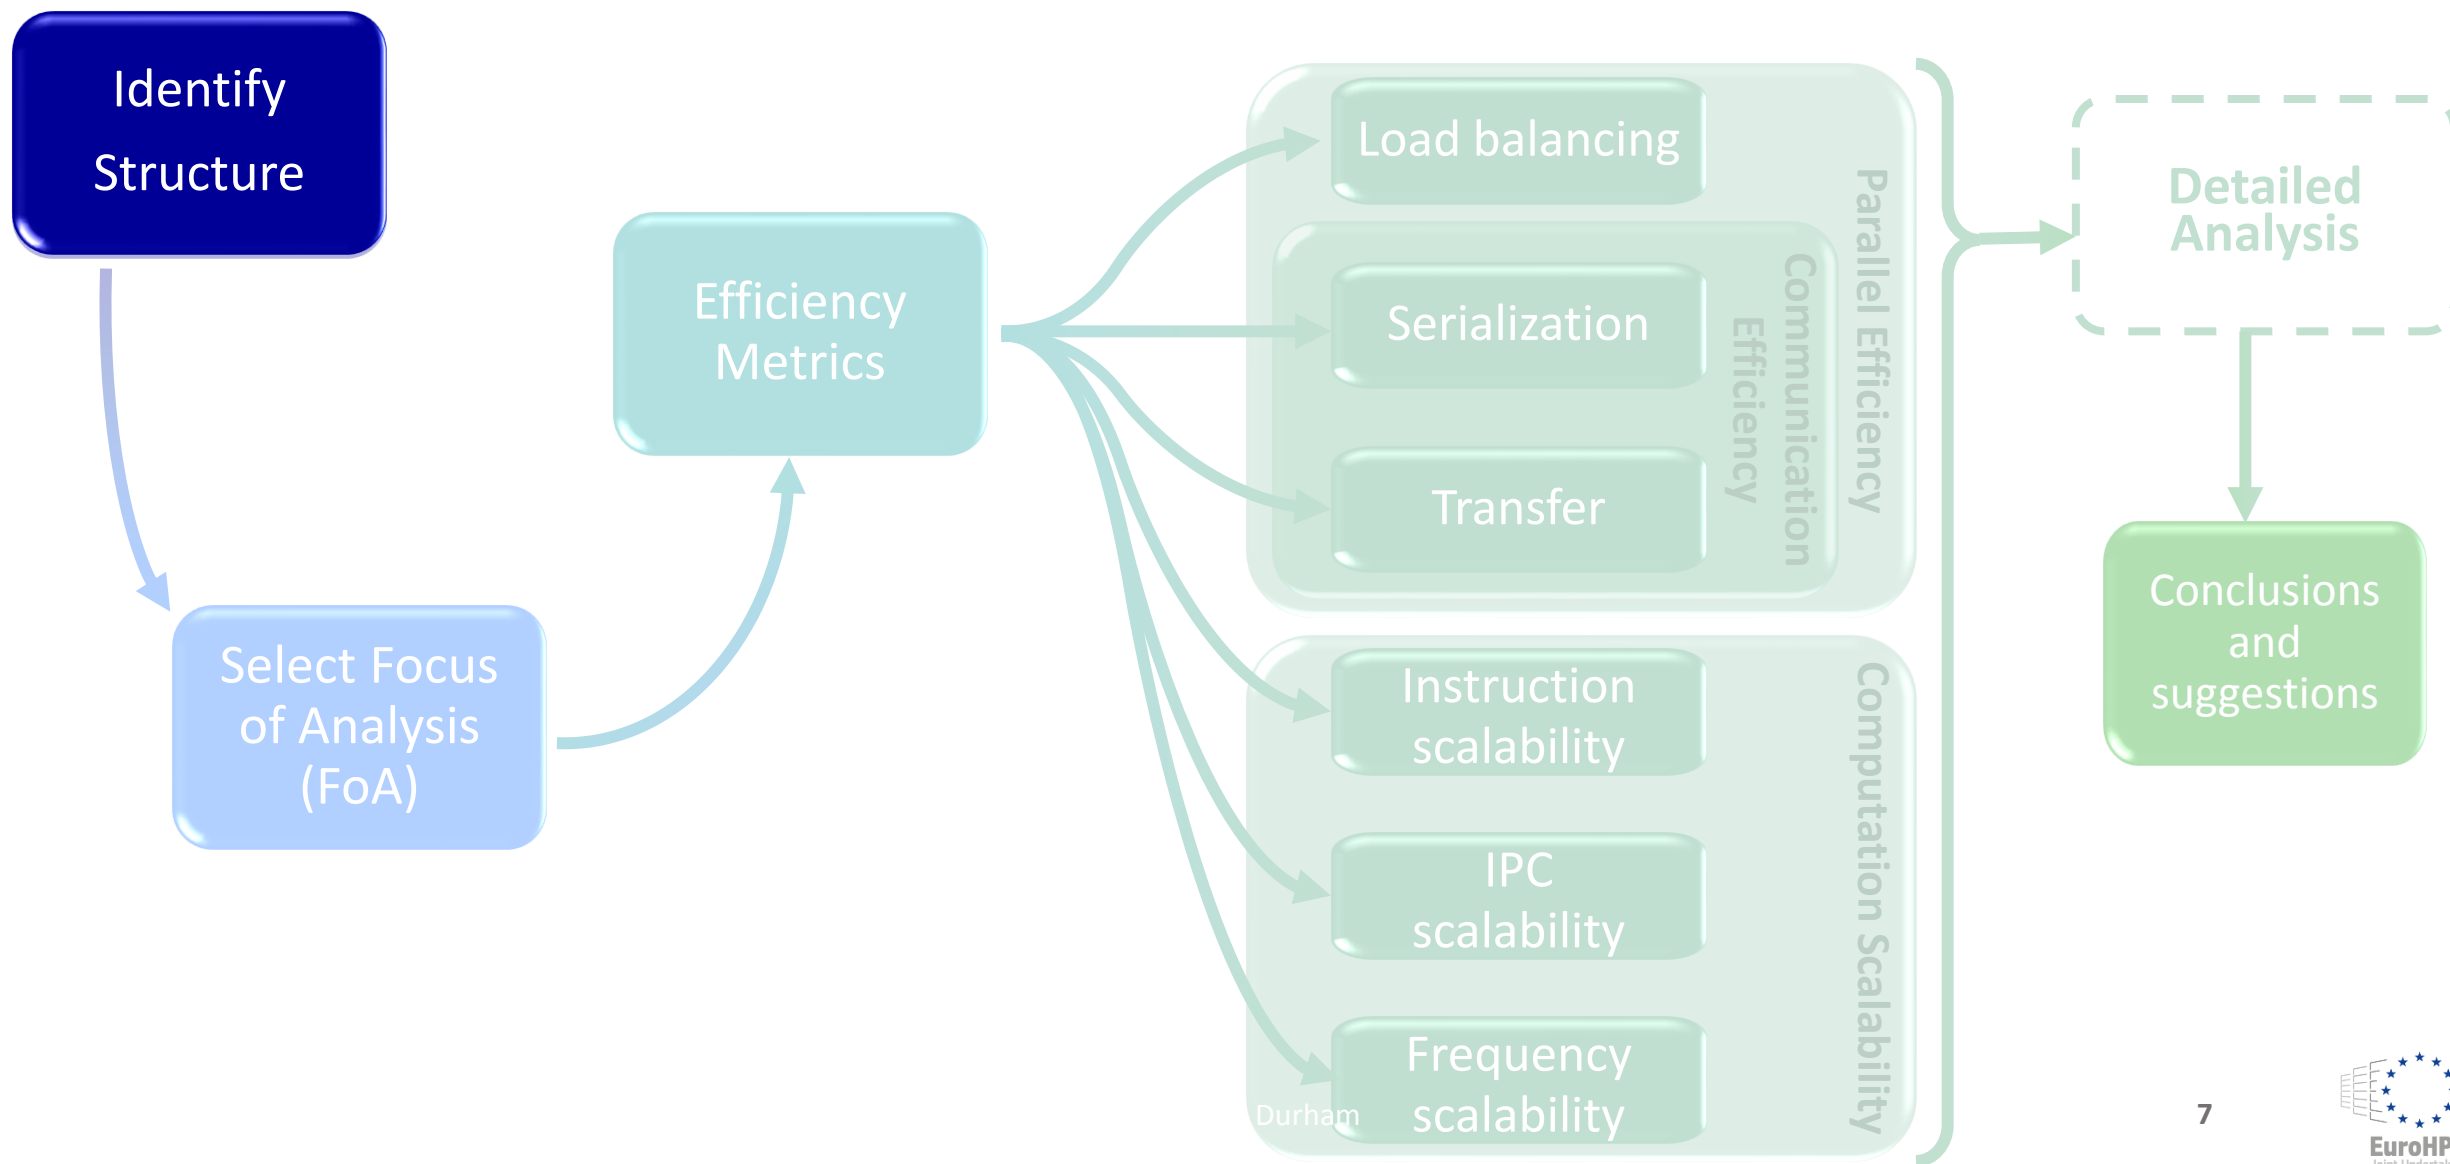 Identify
Structure
Select Focus
of Analysis
(FoA)
Efficiency
Metrics
Load balancing
Serialization
Transfer
Communication
Efficiency
Parallel Efficiency
Instruction
scalability
IPC
scalability
Frequency
scalability
Computation Scalability
Durham
Detailed
Analysis
Conclusions
and
suggestions
7
EuroHP